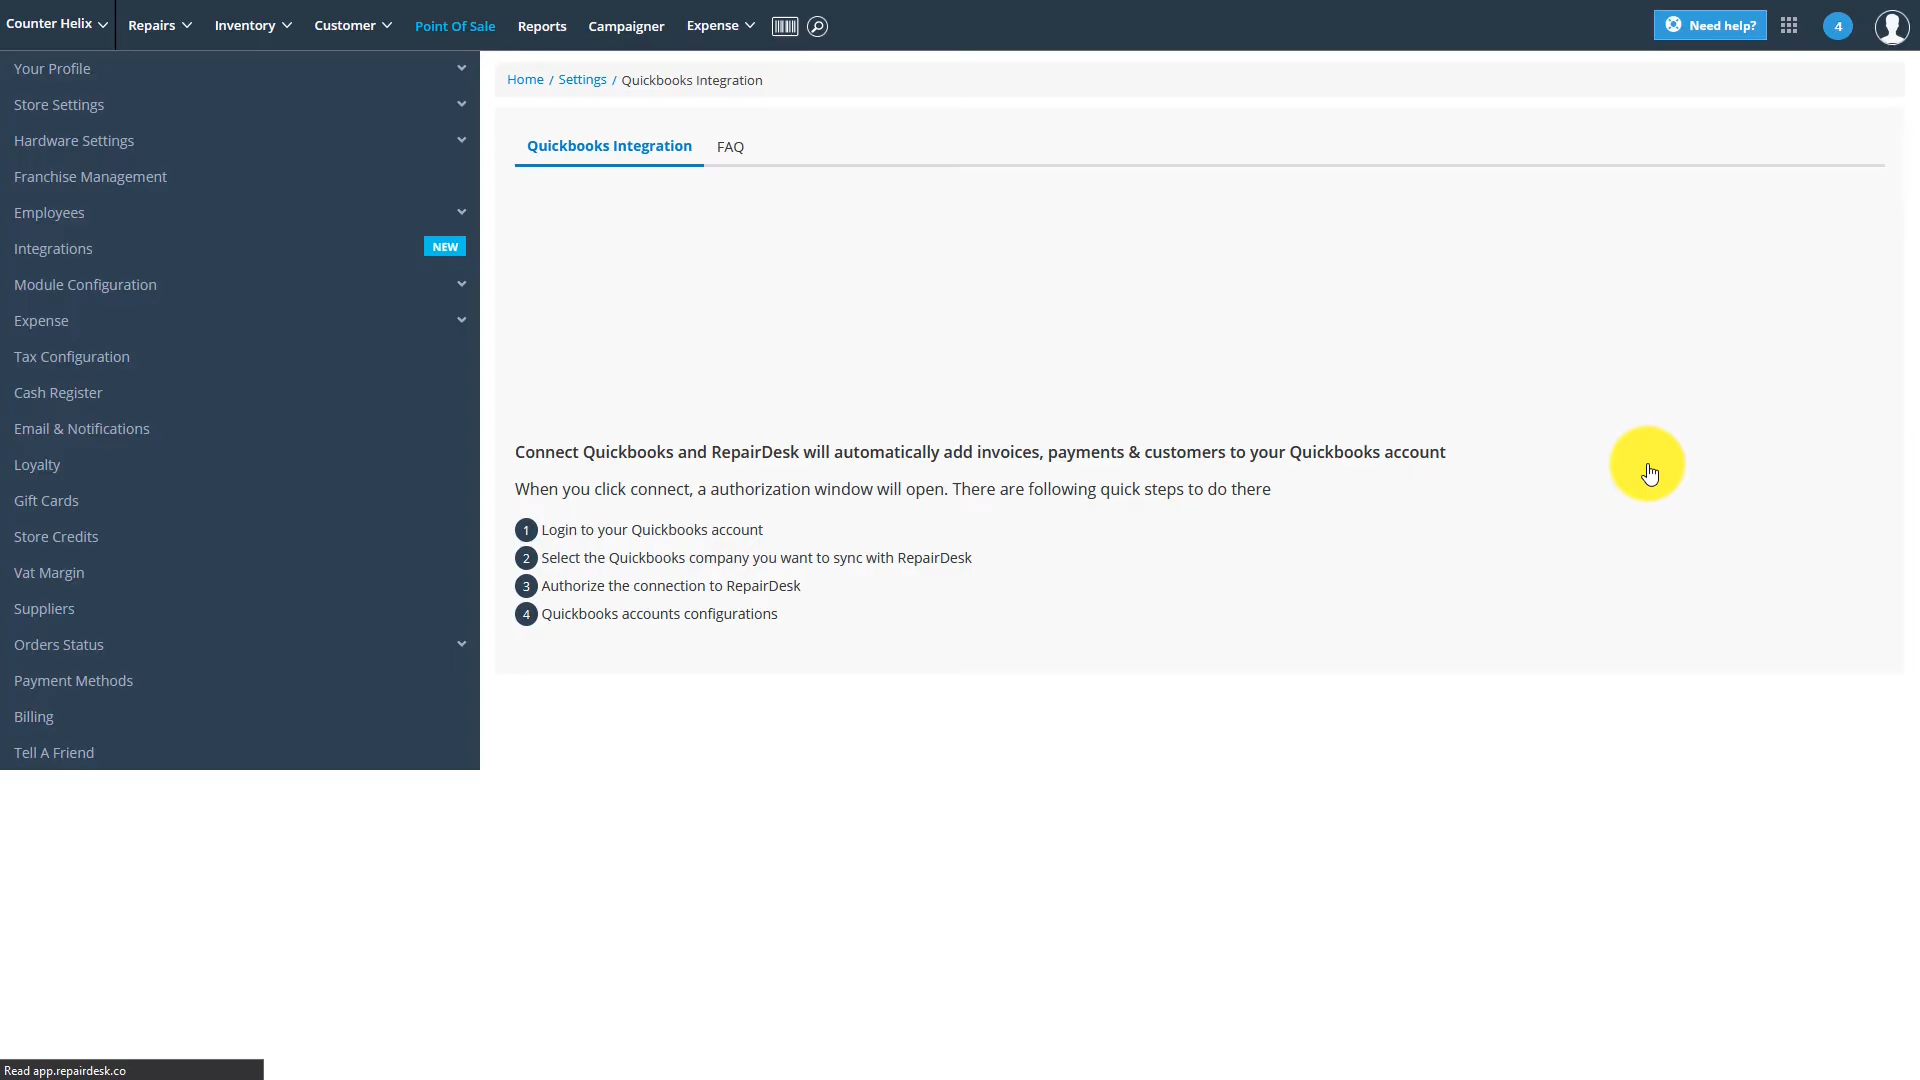 Counter Helix
Repairs
Inventory
Customer
Point Of Sale
Reports
Campaigner
Expense
Need help?
4
Your Profile
Store Settings
Hardware Settings
Franchise Management
Employees
Integrations
NEW
Module Configuration
Expense
Tax Configuration
Cash Register
Email & Notifications
Loyalty
Gift Cards
Store Credits
Vat Margin
Suppliers
Orders Status
Payment Methods
Billing
Tell A Friend
Home / Settings / Quickbooks Integration
Quickbooks Integration
FAQ
Connect Quickbooks and RepairDesk will automatically add invoices, payments & customers to your Quickbooks account
When you click connect, a authorization window will open. There are following quick steps to do there
1 Login to your Quickbooks account
2 Select the Quickbooks company you want to sync with RepairDesk
3 Authorize the connection to RepairDesk
4 Quickbooks accounts configurations
Read app.repairdesk.co